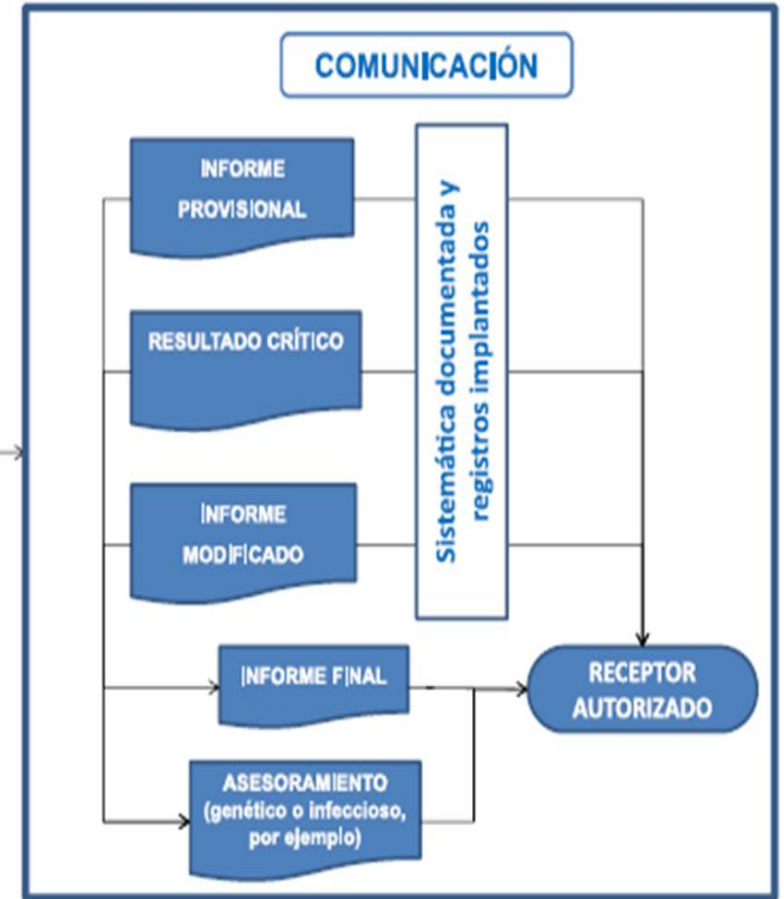 COMUNICACIÓN
INFORME
PROVISIONAL
RESULTADO CRÍTICO
INFORME
MODIFICADO
Sistemática documentada y
registros implantados
INFORME FINAL
RECEPTOR
AUTORIZADO
ASESORAMIENTO
(genético o infeccioso,
por ejemplo)